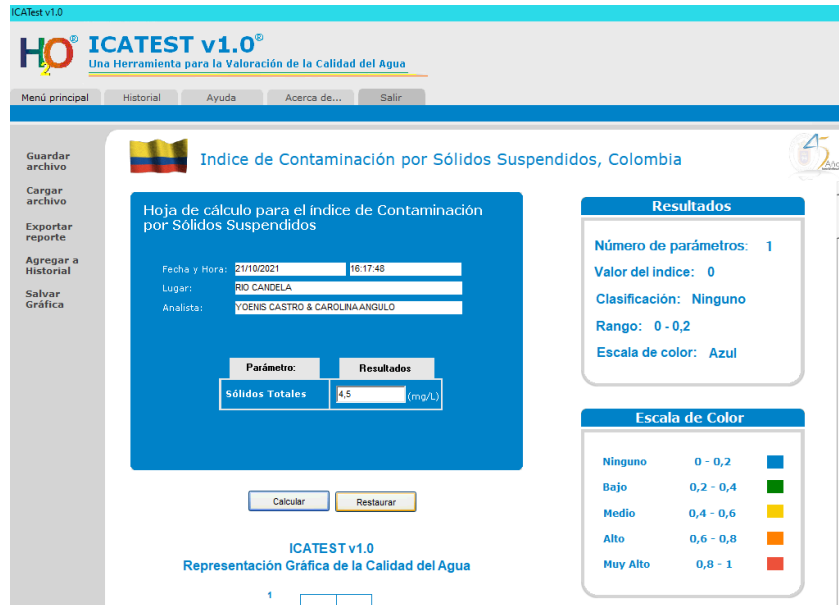 ICATest v1.0
H2O®
ICATEST v1.0®
Una Herramienta para la Valoración de la Calidad del Agua
Menú principal Historial Ayuda Acerca de... Salir
Guardar archivo
Cargar archivo
Exportar reporte
Agregar a Historial
Salvar Gráfica
Indice de Contaminación por Sólidos Suspendidos, Colombia
45 Año
Hoja de cálculo para el índice de Contaminación
por Sólidos Suspendidos
Fecha y Hora: 21/10/2021 16:17:48
Lugar: RIO CANDELA
Analista: YOENIS CASTRO & CAROLINA ANGULO
Parámetro: Resultados
Sólidos Totales 4,5 (mg/L)
Calcular Restaurar
ICATEST v1.0
Representación Gráfica de la Calidad del Agua
1
Resultados
Número de parámetros: 1
Valor del indice: 0
Clasificación: Ninguno
Rango: 0 - 0,2
Escala de color: Azul
Escala de Color
Ninguno 0 - 0,2
Bajo 0,2 - 0,4
Medio 0,4 - 0,6
Alto 0,6 - 0,8
Muy Alto 0,8 - 1